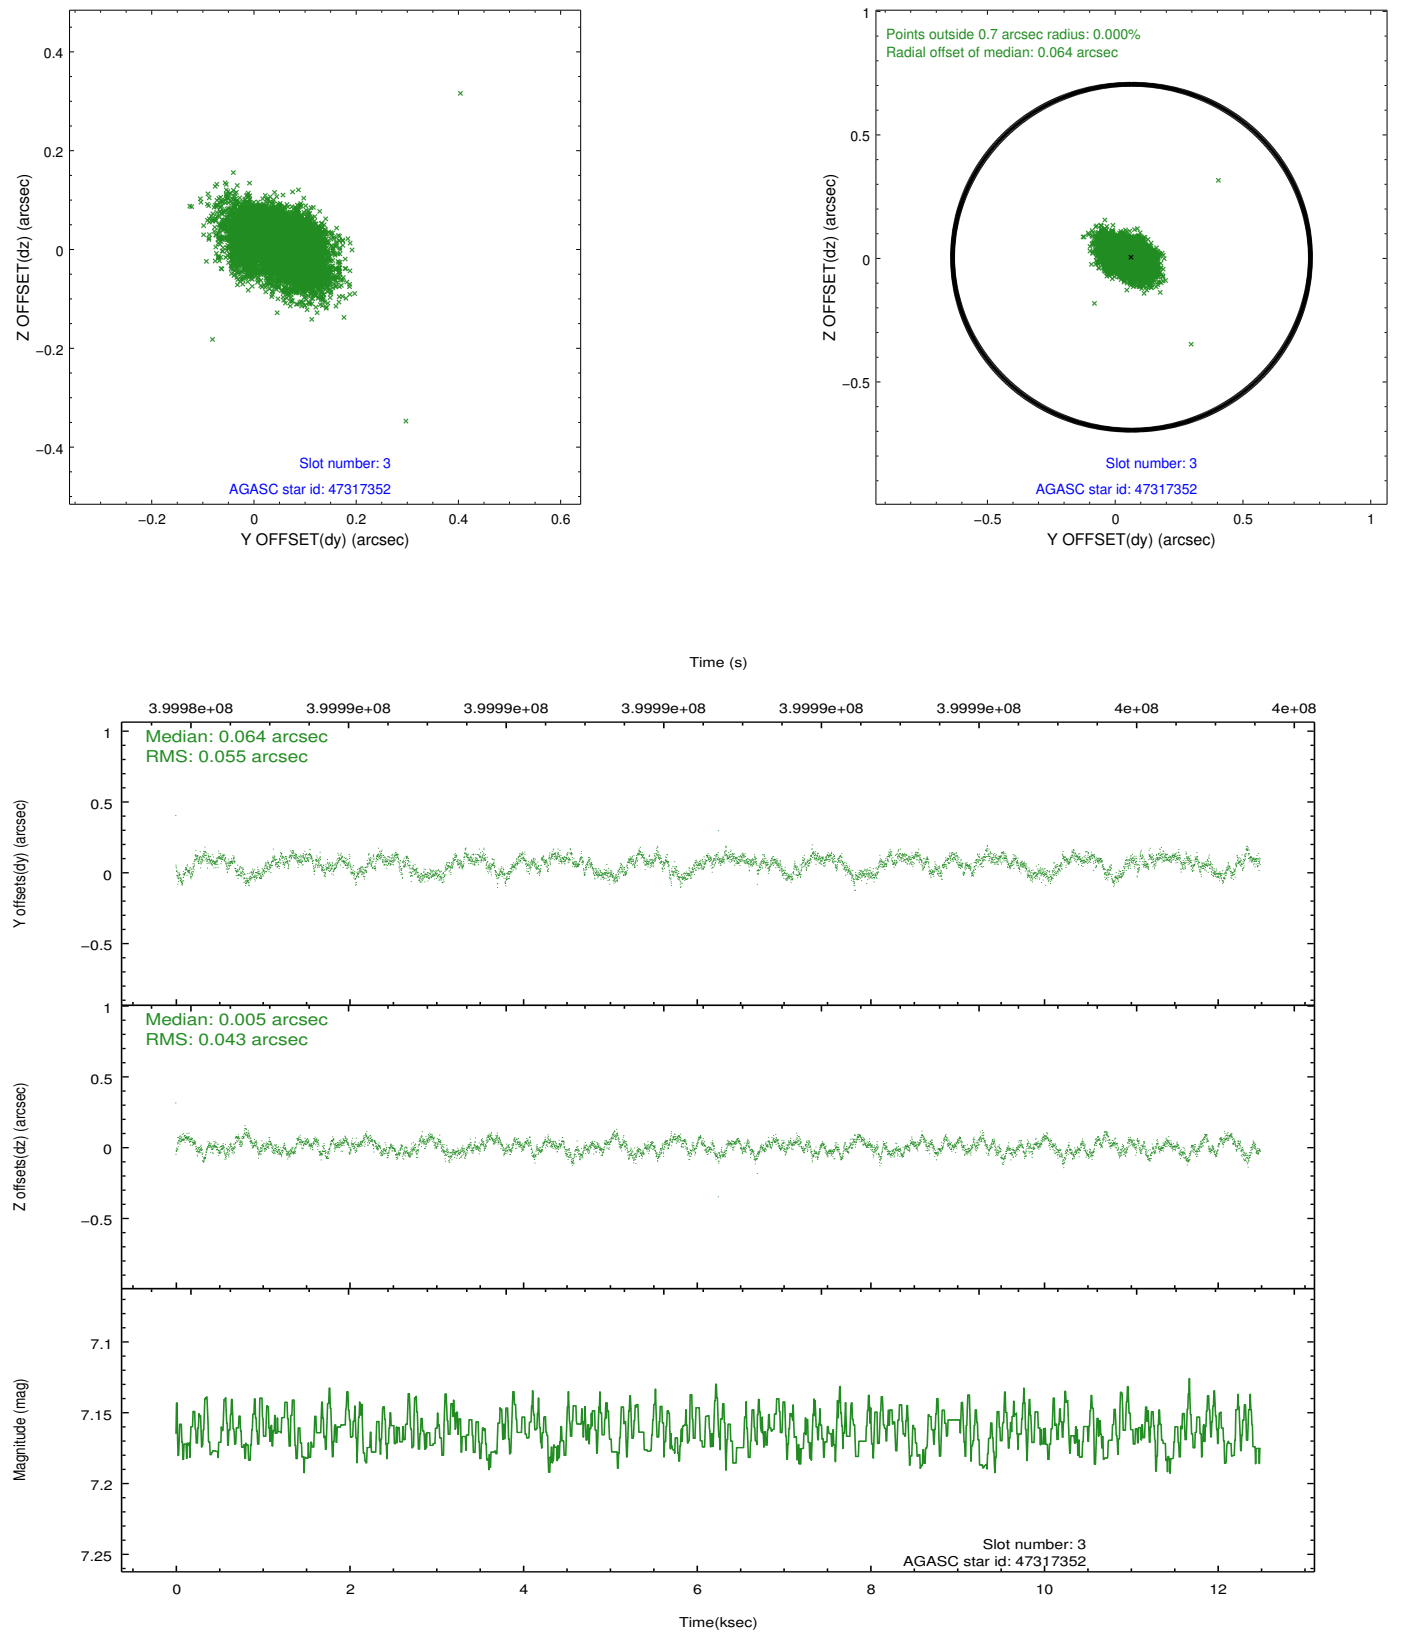 0.4
0.2
0
−0.2
−0.4
Z OFFSET(dz) (arcsec)
Slot number: 3
AGASC star id: 47317352
−0.2 0 0.2 0.4 0.6
Y OFFSET(dy) (arcsec)
Points outside 0.7 arcsec radius: 0.000%
Radial offset of median: 0.064 arcsec
1
0.5
0
−0.5
Z OFFSET(dz) (arcsec)
Slot number: 3
AGASC star id: 47317352
−0.5 0 0.5 1
Y OFFSET(dy) (arcsec)
Time (s)
3.9998e+08 3.9999e+08 3.9999e+08 3.9999e+08 3.9999e+08 3.9999e+08 4e+08 4e+08
Median: 0.064 arcsec
RMS: 0.055 arcsec
1
0.5
0
−0.5
Y offsets(dy) (arcsec)
Median: 0.005 arcsec
RMS: 0.043 arcsec
1
0.5
0
−0.5
Z offsets(dz) (arcsec)
7.1
7.15
7.2
7.25
Magnitude (mag)
Slot number: 3
AGASC star id: 47317352
0 2 4 6 8 10 12
Time(ksec)